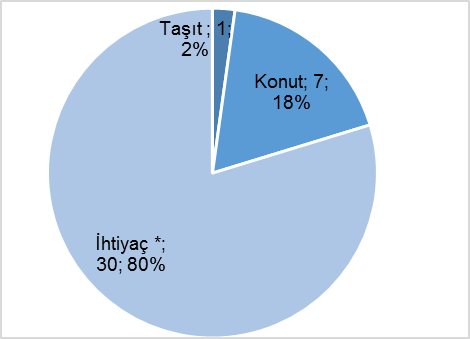 Taşıt ; 1;
2%
Konut; 7;
18%
İhtiyaç *;
30; 80%